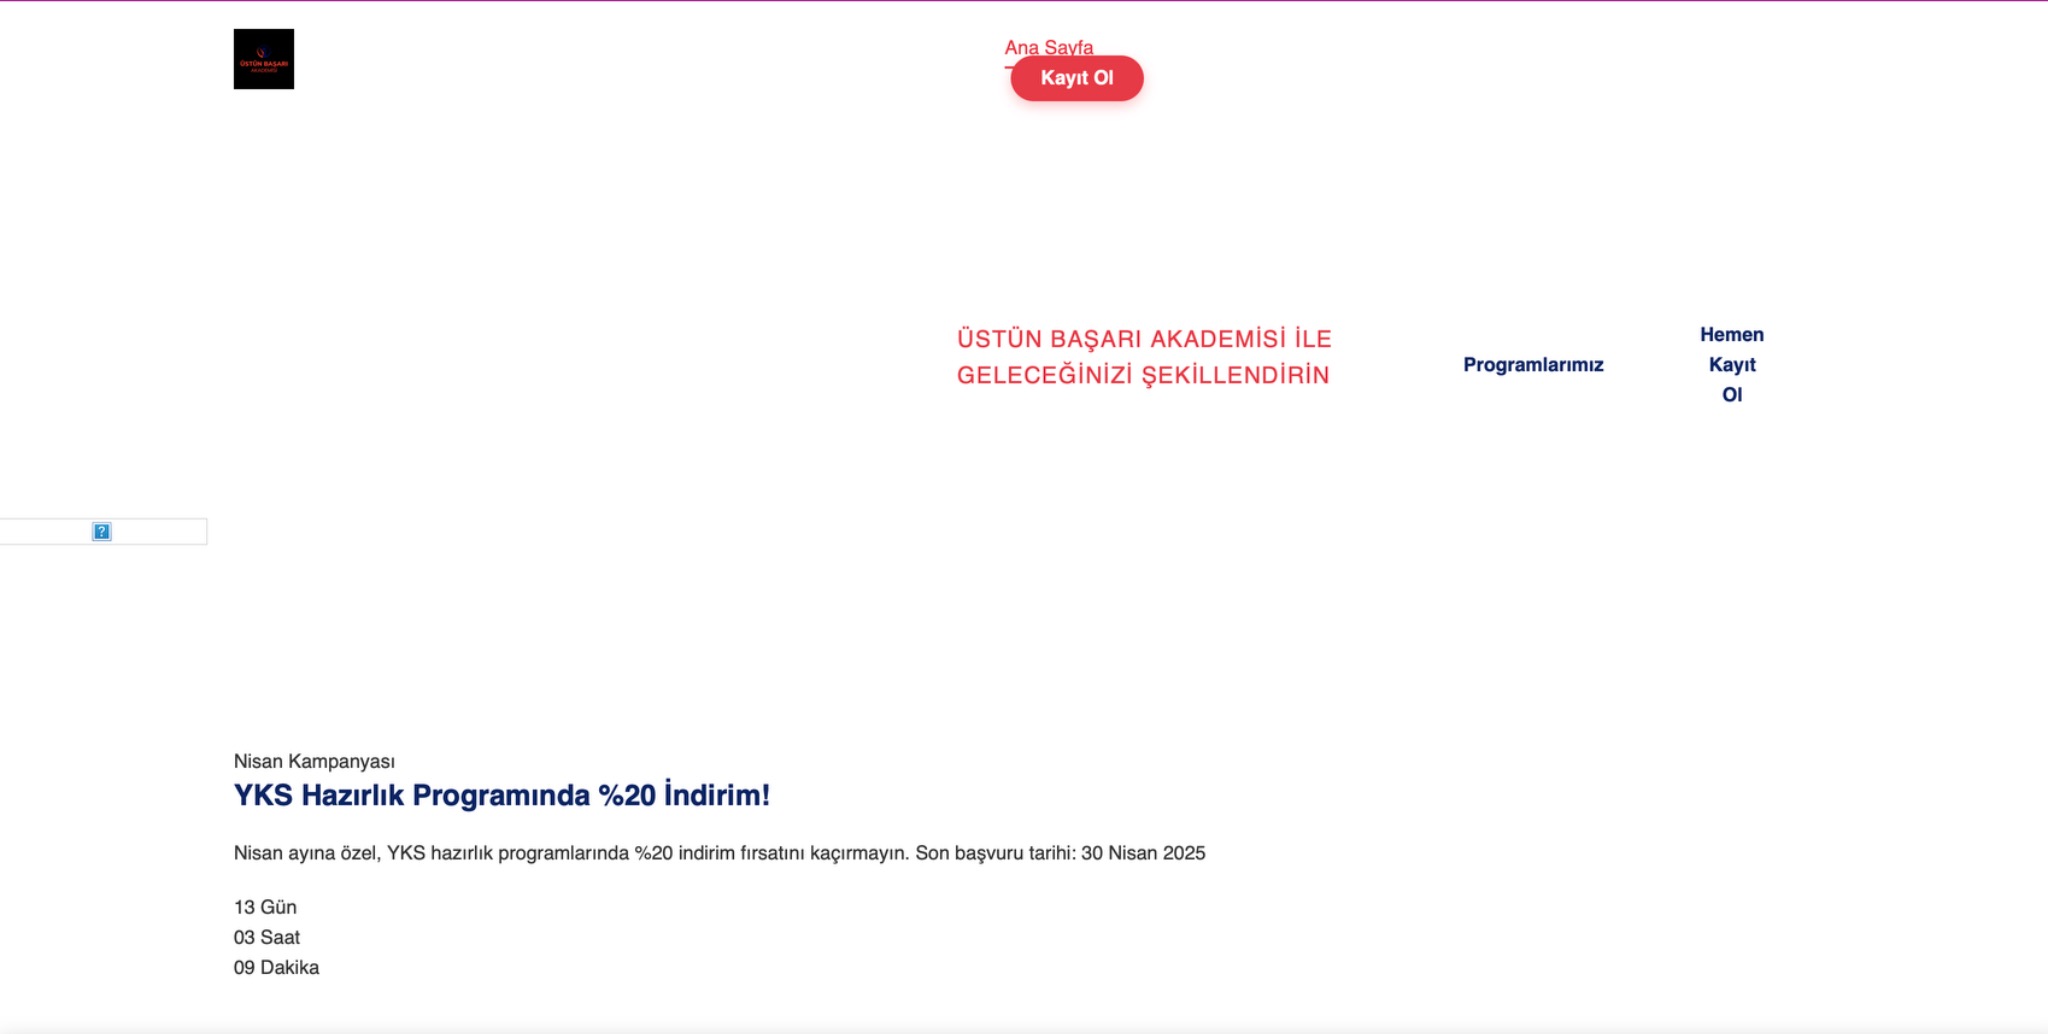 ÜSTÜN BAŞARI
AKADEMİSİ
Ana Sayfa
Kayıt Ol
ÜSTÜN BAŞARI AKADEMİSİ İLE
GELECEĞİNİZİ ŞEKİLLENDİRİN
Programlarımız
Hemen
Kayıt
Ol
Nisan Kampanyası
YKS Hazırlık Programında %20 İndirim!
Nisan ayına özel, YKS hazırlık programlarında %20 indirim fırsatını kaçırmayın. Son başvuru tarihi: 30 Nisan 2025
13 Gün
03 Saat
09 Dakika